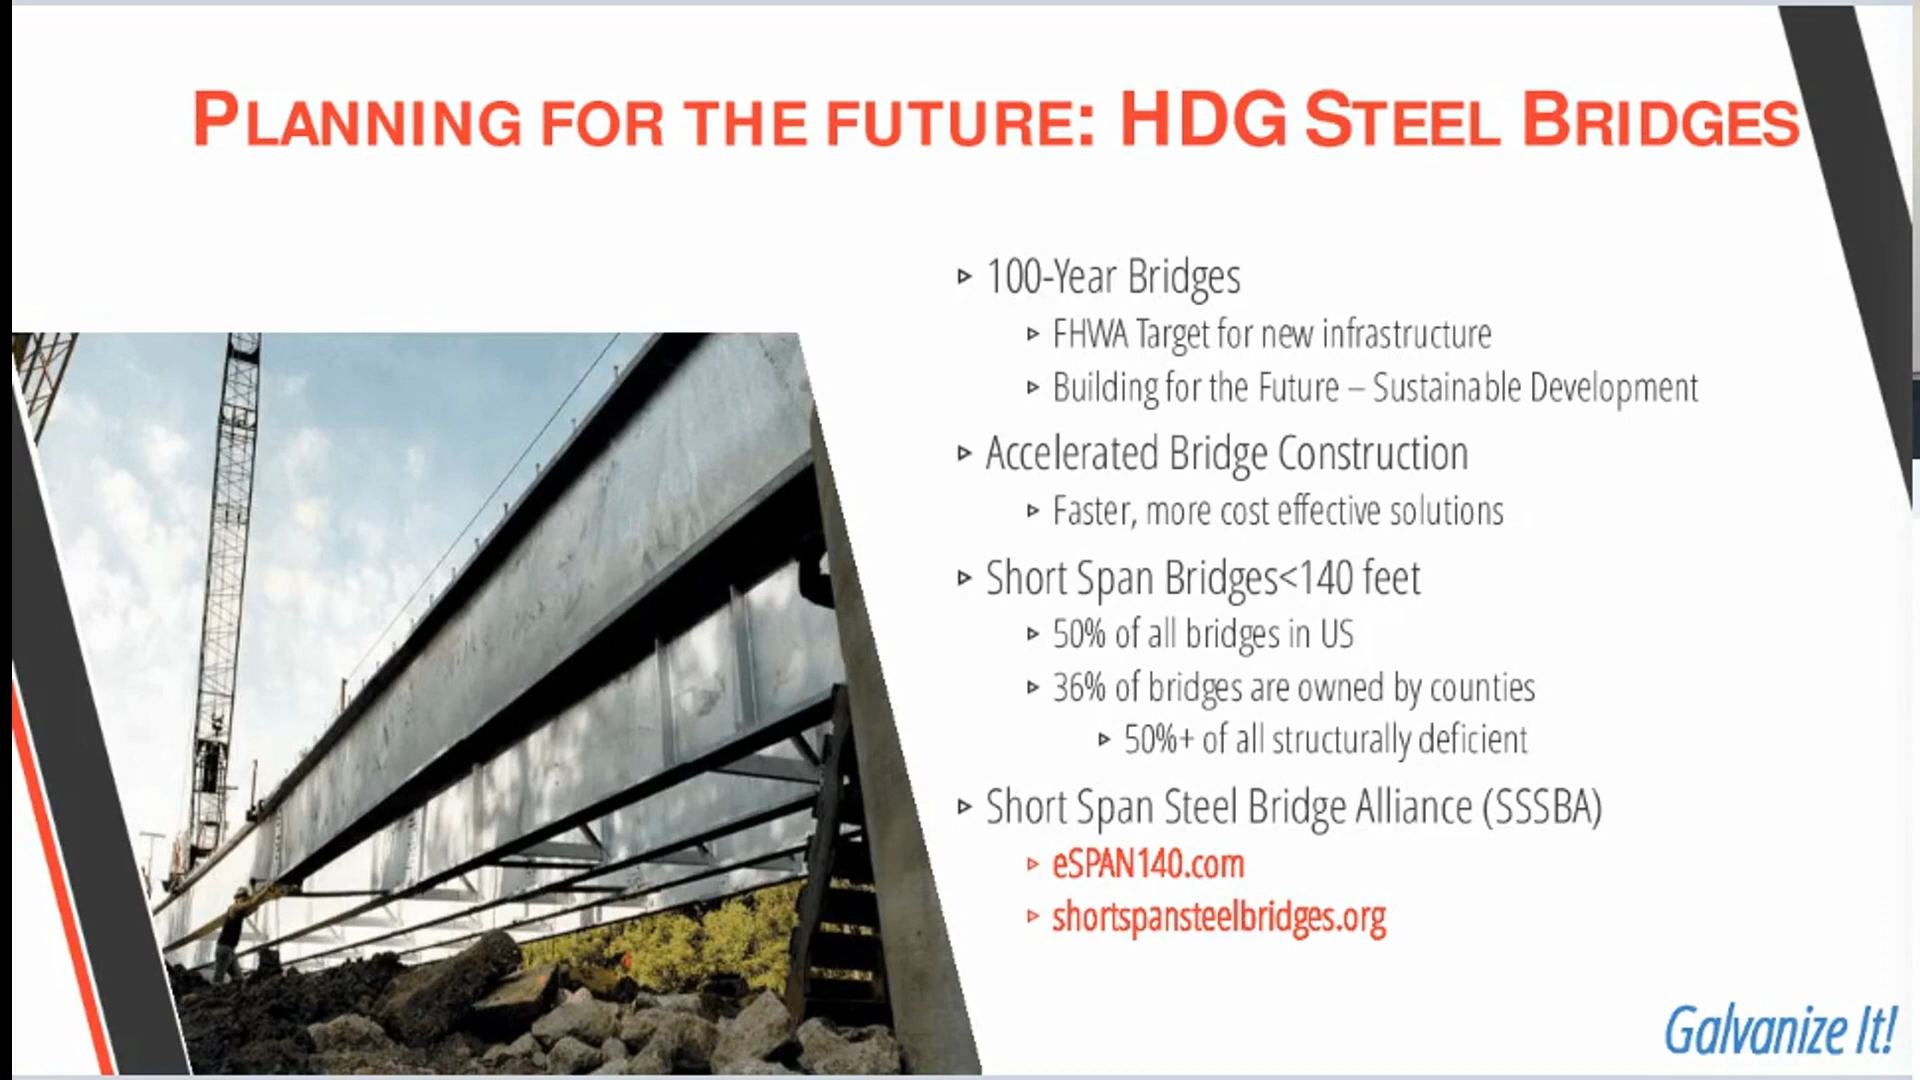 PLANNING FOR THE FUTURE: HDG STEEL BRIDGES
100-Year Bridges
FHWA Target for new infrastructure
Building for the Future – Sustainable Development
Accelerated Bridge Construction
Faster, more cost effective solutions
Short Span Bridges<140 feet
50% of all bridges in US
36% of bridges are owned by counties
50%+ of all structurally deficient
Short Span Steel Bridge Alliance (SSSBA)
eSPAN140.com
shortspansteelbridges.org
Galvanize It!